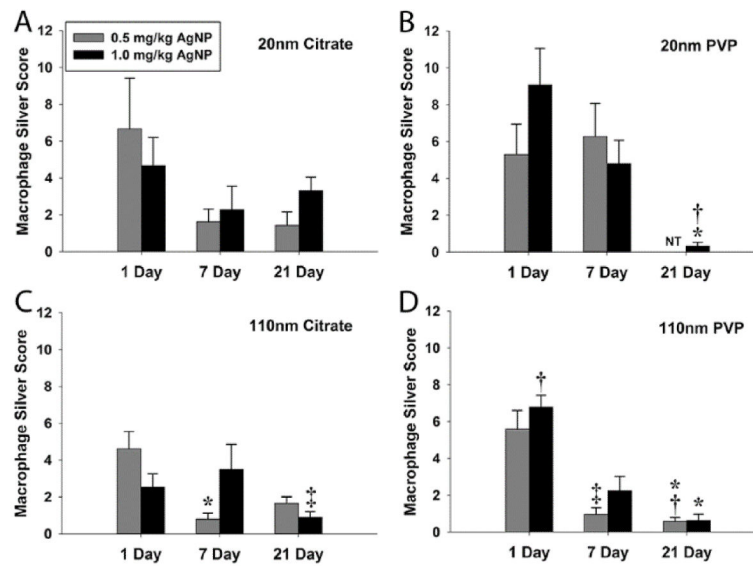 A
Macrophage Silver Score
12
10
8
6
4
2
0
0.5 mg/kg AgNP
1.0 mg/kg AgNP
20nm Citrate
1 Day
7 Day
21 Day
B
Macrophage Silver Score
12
10
8
6
4
2
0
20nm PVP
†
*
NT
1 Day
7 Day
21 Day
C
Macrophage Silver Score
12
10
8
6
4
2
0
110nm Citrate
*
‡
1 Day
7 Day
21 Day
D
Macrophage Silver Score
12
10
8
6
4
2
0
110nm PVP
†
‡
*
†
*
1 Day
7 Day
21 Day